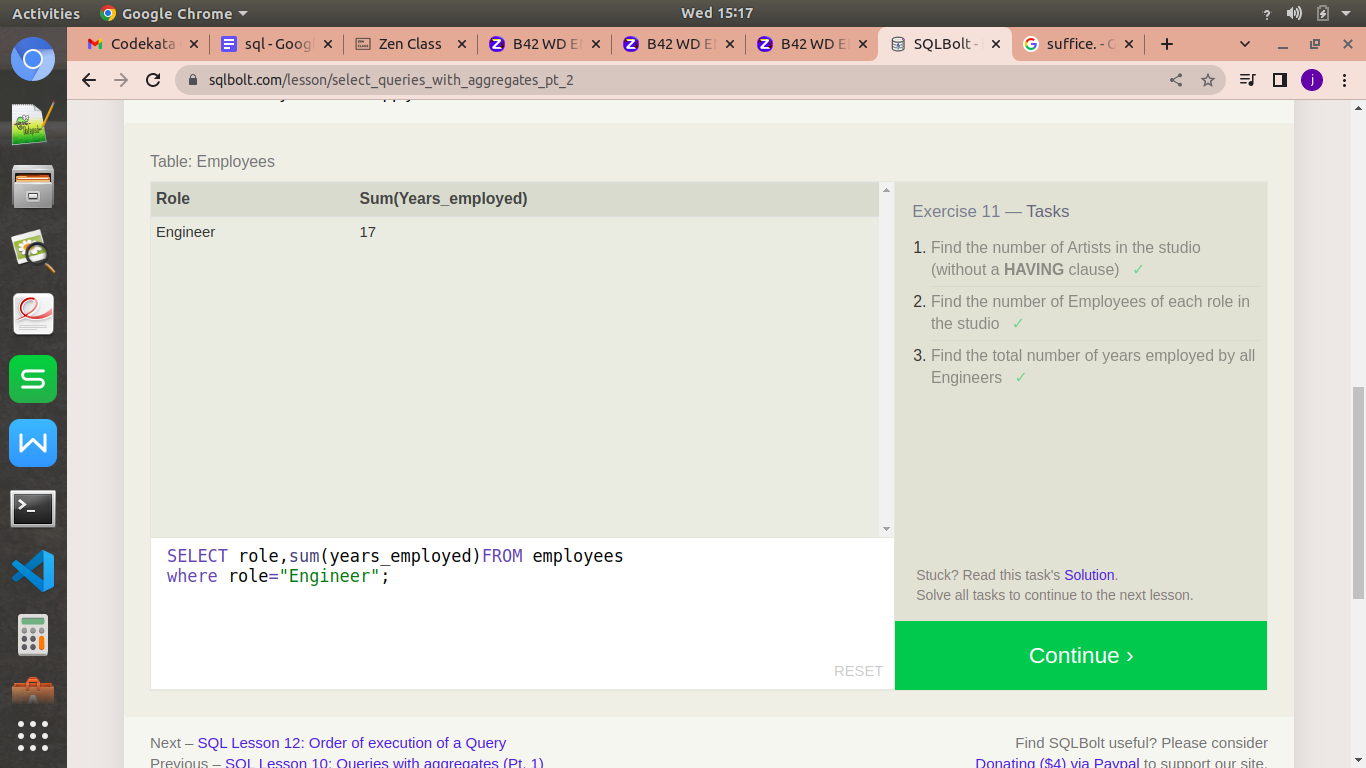 Activities
Google Chrome
Wed 15:17
?
Codekata
sql - Goog
Zen Class
B42 WD E
B42 WD E
B42 WD E
SQLBolt -
suffice. - G
sqlbolt.com/lesson/select_queries_with_aggregates_pt_2
j
Table: Employees
Role Sum(Years_employed)
Engineer 17
Exercise 11 — Tasks
1. Find the number of Artists in the studio
(without a HAVING clause) ✓
2. Find the number of Employees of each role in
the studio ✓
3. Find the total number of years employed by all
Engineers ✓
SELECT role,sum(years_employed)FROM employees
where role="Engineer";
RESET
Stuck? Read this task's Solution.
Solve all tasks to continue to the next lesson.
Continue ›
Next – SQL Lesson 12: Order of execution of a Query
Previous – SQL Lesson 10: Queries with aggregates (Pt. 1)
Find SQLBolt useful? Please consider
Donating ($4) via Paypal to support our site.